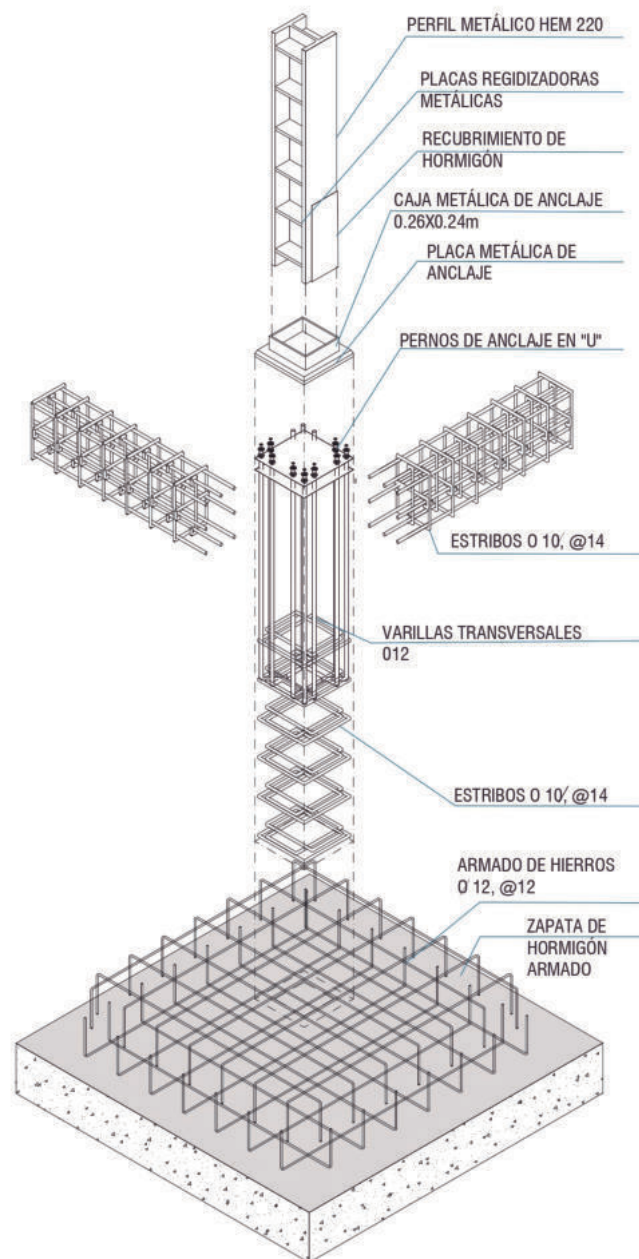 PERFIL METÁLICO HEM 220
PLACAS REGIDIZADORAS
METÁLICAS
RECUBRIMIENTO DE
HORMIGÓN
CAJA METÁLICA DE ANCLAJE
0.26X0.24m
PLACA METÁLICA DE
ANCLAJE
PERNOS DE ANCLAJE EN "U"
ESTRIBOS O 10, @14
VARILLAS TRANSVERSALES
O12
ESTRIBOS O 10, @14
ARMADO DE HIERROS
O 12, @12
ZAPATA DE
HORMIGÓN
ARMADO